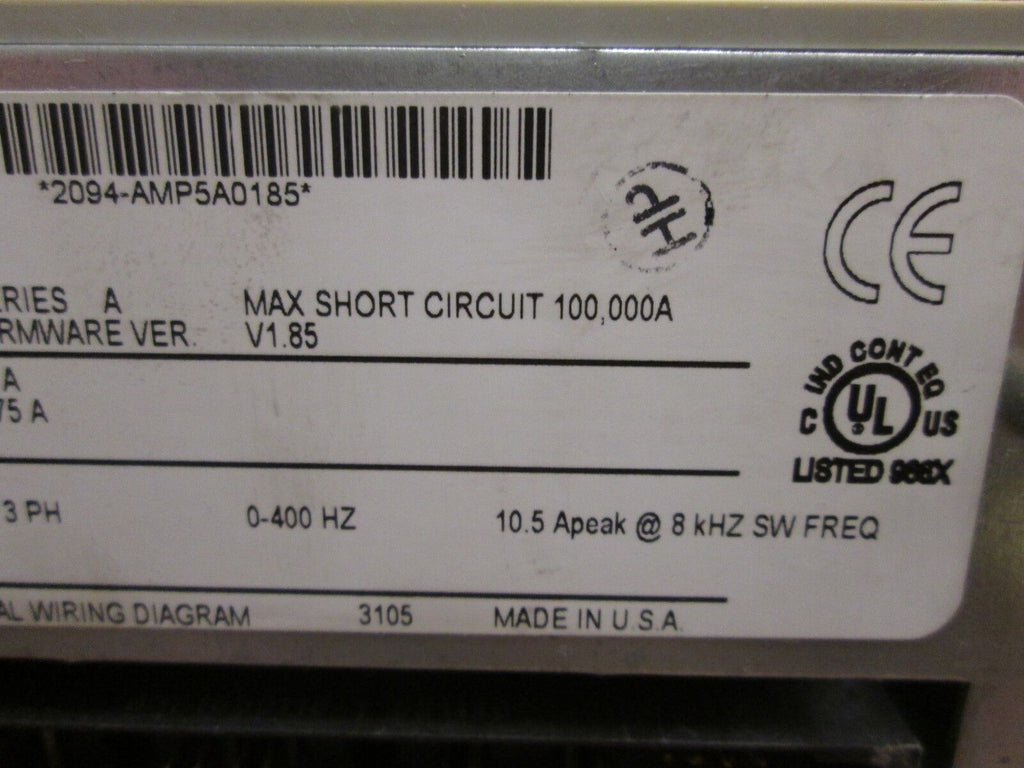 *2094-AMP5A0185*
CE
ERIES A MAX SHORT CIRCUIT 100,000A
RMWARE VER. V1.85
A
75 A
IND CONT EQ
C UL US
LISTED 966X
3 PH 0-400 HZ 10.5 Apeak @ 8 kHZ SW FREQ
AL WIRING DIAGRAM 3105 MADE IN U.S.A.